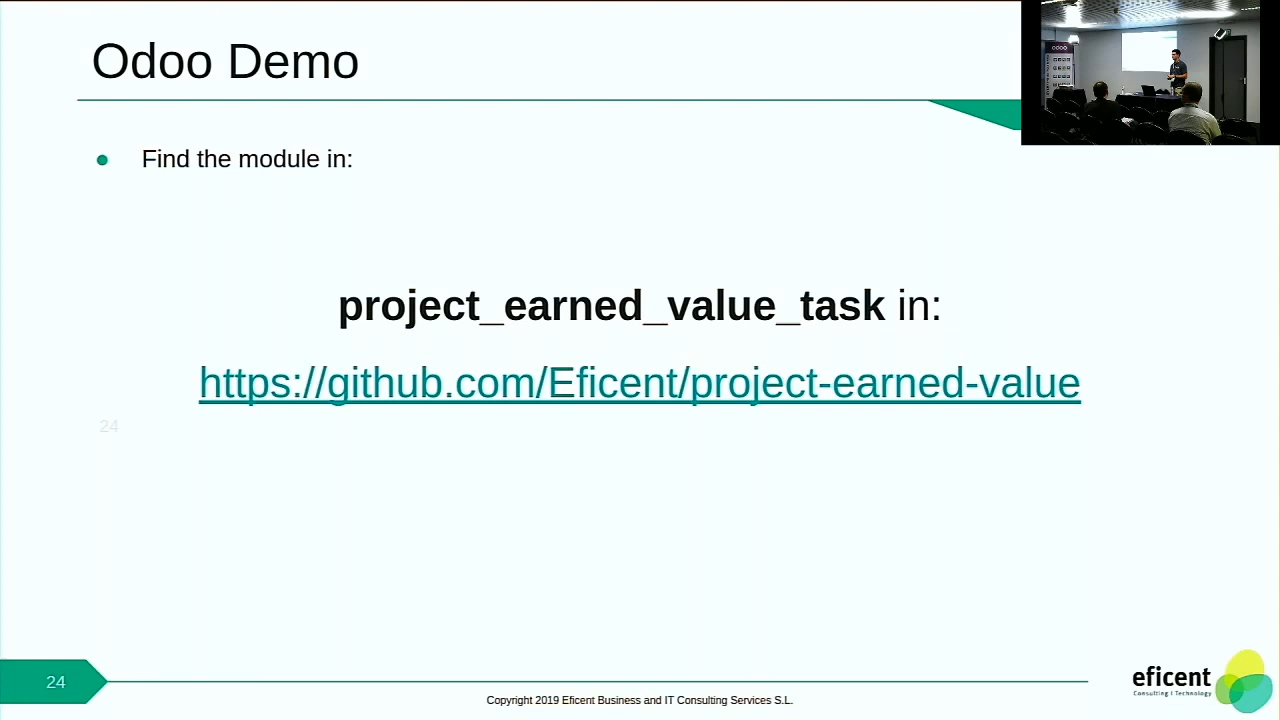 Odoo Demo
Find the module in:
project_earned_value_task in:
https://github.com/Eficent/project-earned-value
24
24
Copyright 2019 Eficent Business and IT Consulting Services S.L.
eficent
Consulting | Technology
odoo